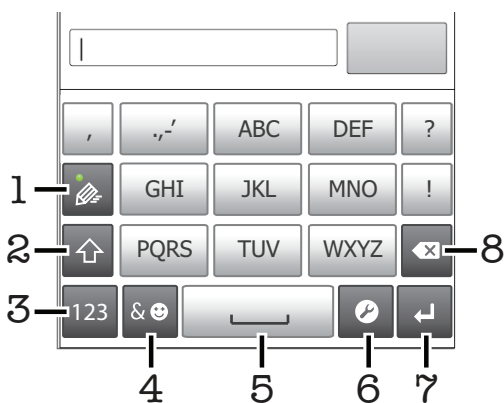 , .,-′ ABC DEF ?
1 GHI JKL MNO !
2 PQRS TUV WXYZ 8
3 123 &
4 5 6 7